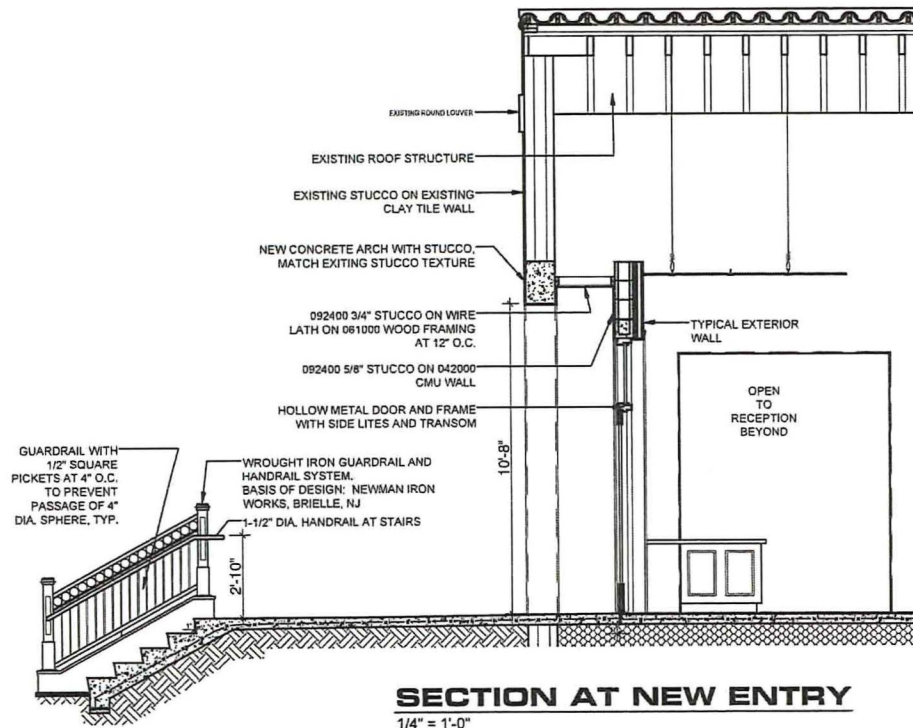 EXISTING ROUND LOUVER
EXISTING ROOF STRUCTURE
EXISTING STUCCO ON EXISTING
CLAY TILE WALL
NEW CONCRETE ARCH WITH STUCCO,
MATCH EXITING STUCCO TEXTURE
092400 3/4" STUCCO ON WIRE
LATH ON 061000 WOOD FRAMING
AT 12" O.C.
TYPICAL EXTERIOR
WALL
092400 5/8" STUCCO ON 042000
CMU WALL
HOLLOW METAL DOOR AND FRAME
WITH SIDE LITES AND TRANSOM
OPEN
TO
RECEPTION
BEYOND
10'-8"
GUARDRAIL WITH
1/2" SQUARE
PICKETS AT 4" O.C.
TO PREVENT
PASSAGE OF 4"
DIA. SPHERE, TYP.
WROUGHT IRON GUARDRAIL AND
HANDRAIL SYSTEM.
BASIS OF DESIGN: NEWMAN IRON
WORKS, BRIELLE, NJ
1-1/2" DIA. HANDRAIL AT STAIRS
2'-10"
SECTION AT NEW ENTRY
1/4" = 1'-0"